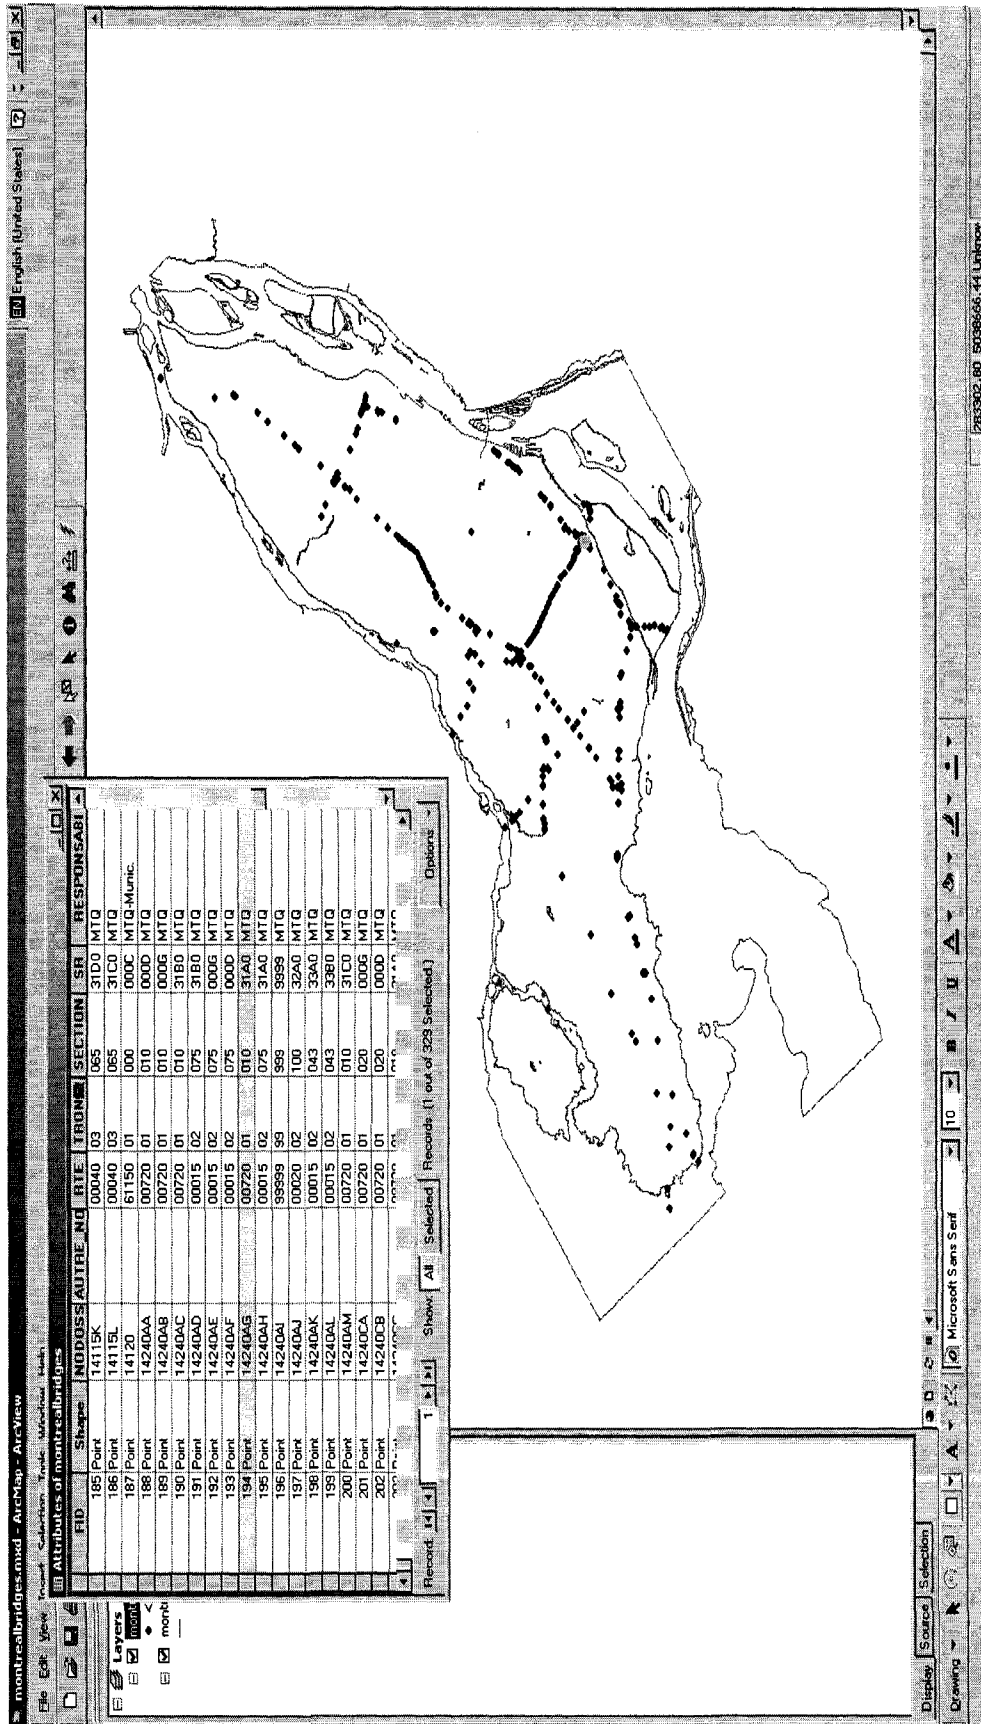 montrealbridges.mxd - ArcMap - ArcView
EN English (United States)
File Edit View Insert Selection Tools Window Help
Attributes of montrealbridges
FID Shape NODOSS AUTRE_NO RTE SECTION SR RESPONSABI
185 Point 14115K 00040 03 065 31D0 MTQ
186 Point 14115L 00040 03 065 31C0 MTQ
187 Point 14120 61150 01 000 000C MTQ-Munic.
188 Point 14240AA 00720 01 010 000D MTQ
189 Point 14240AB 00720 01 010 000G MTQ
190 Point 14240AC 00720 01 010 31B0 MTQ
191 Point 14240AD 00015 02 075 31B0 MTQ
192 Point 14240AE 00015 02 075 000G MTQ
193 Point 14240AF 00015 02 075 000D MTQ
194 Point 14240AG 00720 01 010 31A0 MTQ
195 Point 14240AH 00015 02 075 31A0 MTQ
196 Point 14240AI 99999 99 999 9999 MTQ
197 Point 14240AJ 00020 02 100 32A0 MTQ
198 Point 14240AK 00015 02 043 33A0 MTQ
199 Point 14240AL 00015 02 043 33B0 MTQ
200 Point 14240AM 00720 01 010 31C0 MTQ
201 Point 14240CA 00720 01 020 000G MTQ
202 Point 14240CB 00720 01 020 000D MTQ
Record: 1 Show: All Selected Records (1 out of 329 Selected.) Options
Layers
Display Source Selection
Drawing A Microsoft Sans Serif 10 B I U A
283302.80 5038666.44 Unknow